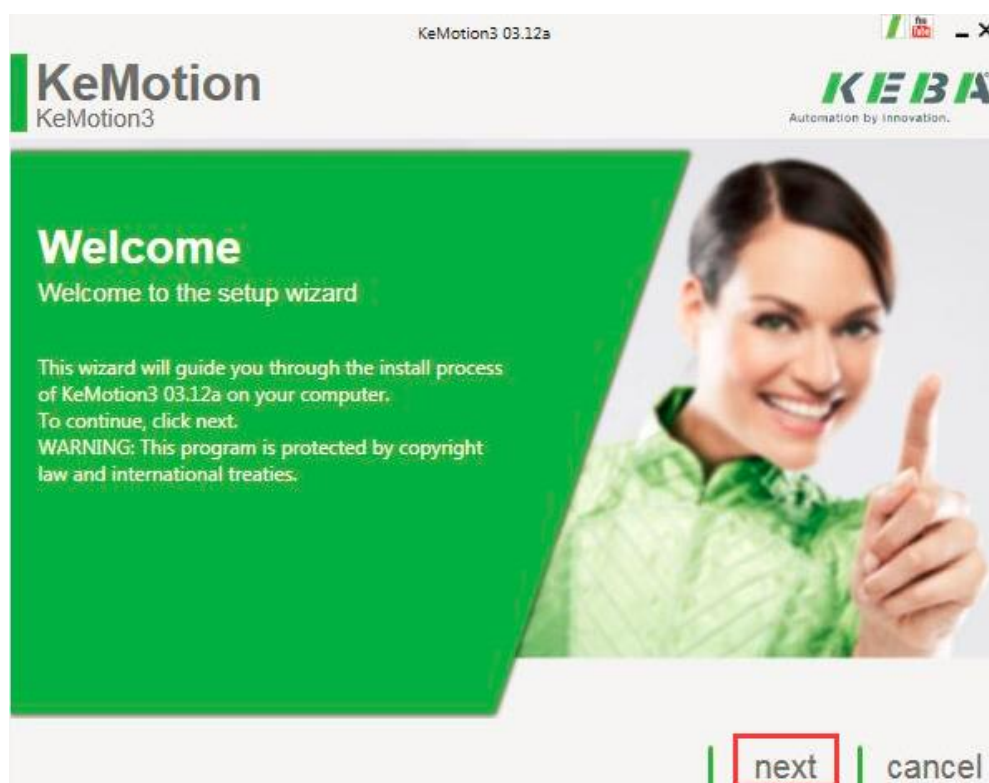 KeMotion3 03.12a
You Tube
KeMotion
KeMotion3
KEBA
Automation by innovation.
Welcome
Welcome to the setup wizard
This wizard will guide you through the install process
of KeMotion3 03.12a on your computer.
To continue, click next.
WARNING: This program is protected by copyright
law and international treaties.
next
cancel